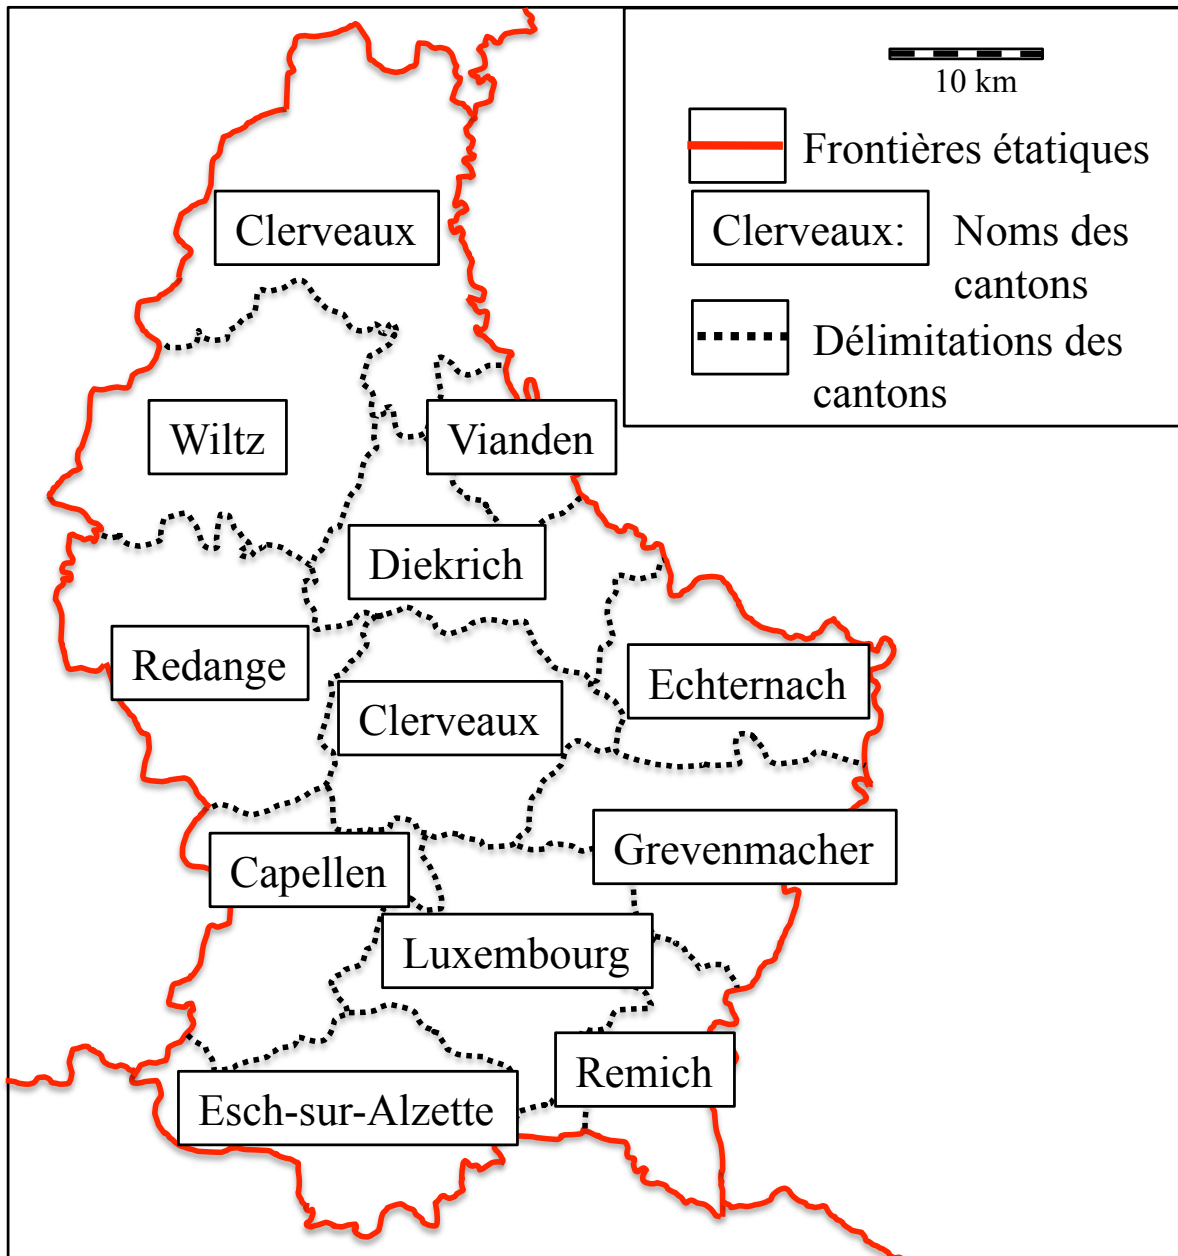 10 km
Frontières étatiques
Clerveaux:
Noms des
cantons
Délimitations des
cantons
Clerveaux
Wiltz
Vianden
Diekrich
Redange
Echternach
Clerveaux
Grevenmacher
Capellen
Luxembourg
Remich
Esch-sur-Alzette